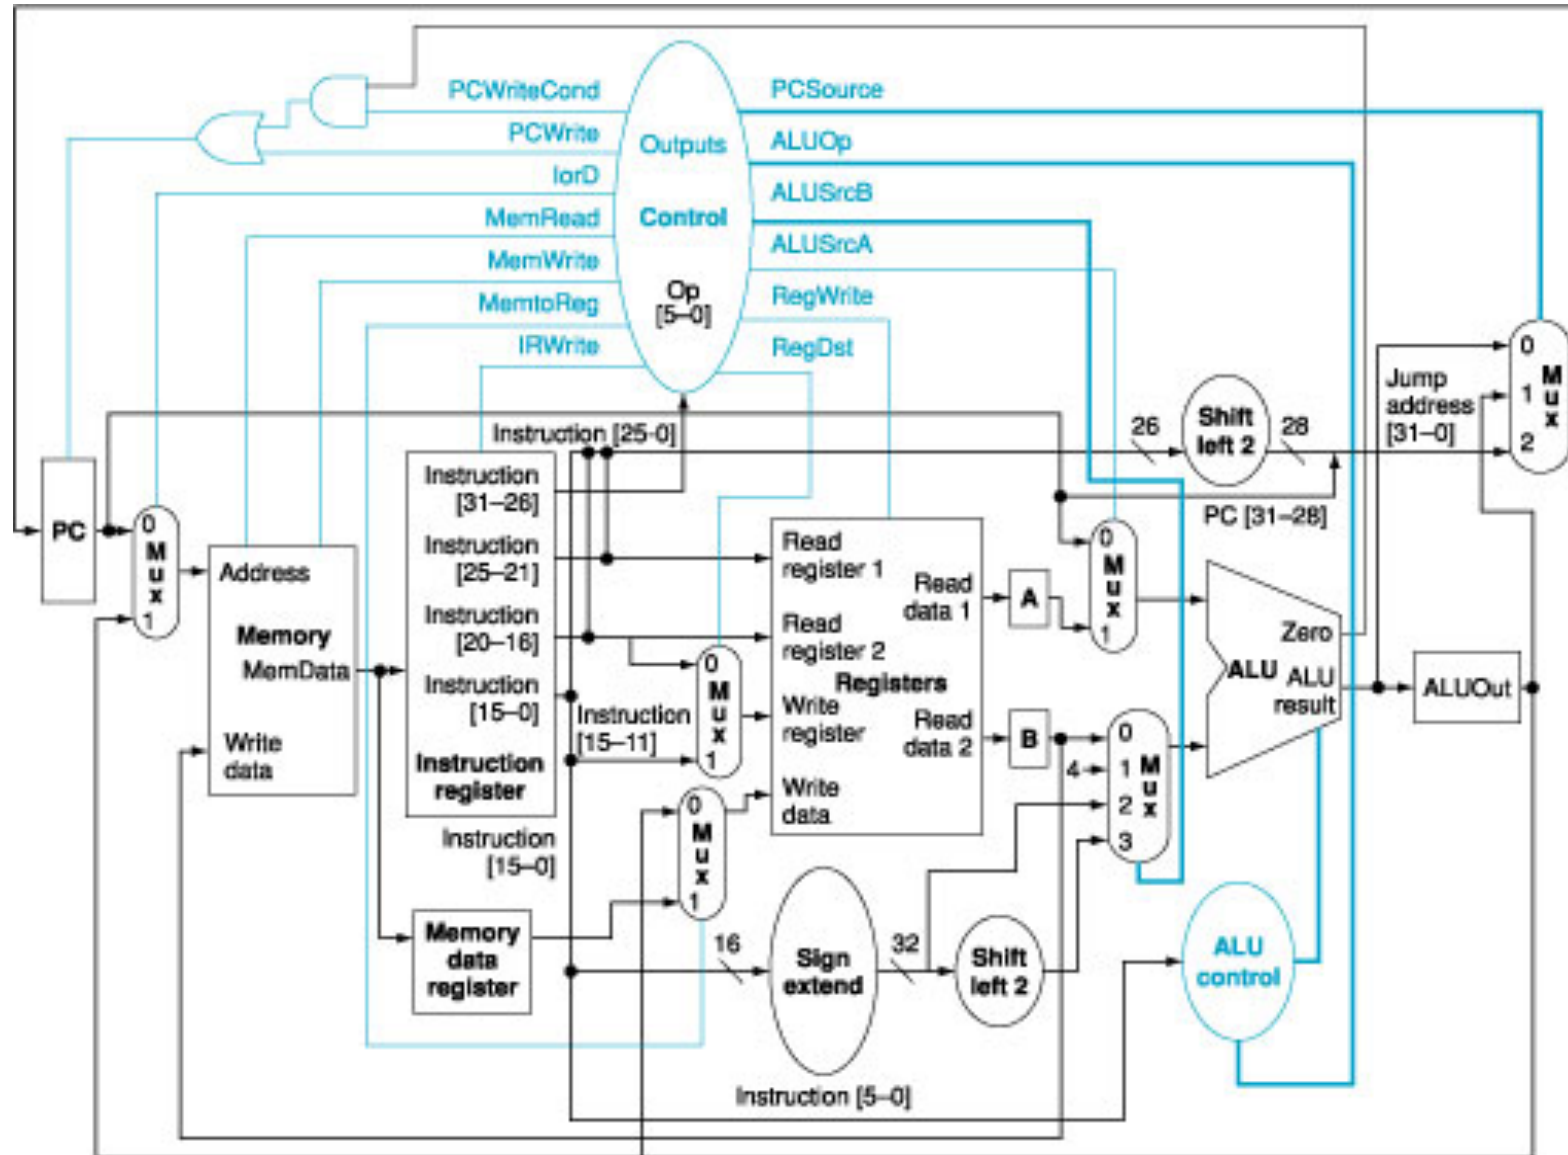 PCWriteCond
PCWrite
IorD
MemRead
MemWrite
MemtoReg
IRWrite
Outputs
Control
Op
[5–0]
PCSource
ALUOp
ALUSrcB
ALUSrcA
RegWrite
RegDst
0
1
2
M
u
x
Jump
address
[31–0]
Shift
left 2
26
28
Instruction [25-0]
PC [31–28]
PC
0
M
u
x
1
Address
Memory
MemData
Write
data
Instruction
[31–26]
Instruction
[25–21]
Instruction
[20–16]
Instruction
[15–0]
Instruction
register
Instruction
[15–11]
0
M
u
x
1
Read
register 1
Read
register 2
Registers
Write
register
Write
data
Read
data 1
Read
data 2
A
B
0
M
u
x
1
4
0
1
2
3
M
u
x
Zero
ALU
ALU
result
ALUOut
Instruction
[15–0]
0
M
u
x
1
Memory
data
register
16
Sign
extend
32
Shift
left 2
ALU
control
Instruction [5–0]